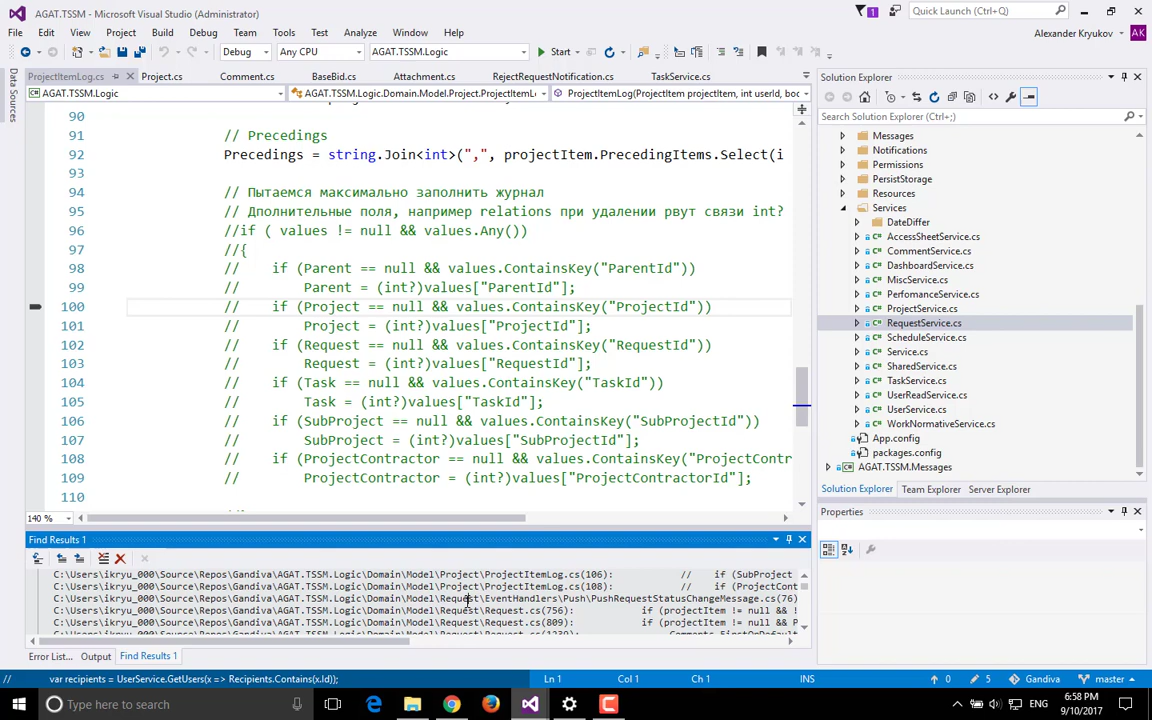 AGAT.TSSM - Microsoft Visual Studio (Administrator)
1
Quick Launch (Ctrl+Q)
File Edit View Project Build Debug Team Tools Test Analyze Window Help
Alexander Kryukov AK
Debug Any CPU AGAT.TSSM.Logic Start
ProjectItemLog.cs Project.cs Comment.cs BaseBid.cs Attachment.cs RejectRequestNotification.cs TaskService.cs
Data Sources
AGAT.TSSM.Logic AGAT.TSSM.Logic.Domain.Model.Project.ProjectItemL ProjectItemLog(ProjectItem projectItem, int userId, boo
90
91 // Precedings
92 Precedings = string.Join<int>(",", projectItem.PrecedingItems.Select(i
93
94 // Пытаемся максимально заполнить журнал
95 // Дполнительные поля, например relations при удалении рвут связи int?
96 //if ( values != null && values.Any())
97 //{
98 // if (Parent == null && values.ContainsKey("ParentId"))
99 // Parent = (int?)values["ParentId"];
100 // if (Project == null && values.ContainsKey("ProjectId"))
101 // Project = (int?)values["ProjectId"];
102 // if (Request == null && values.ContainsKey("RequestId"))
103 // Request = (int?)values["RequestId"];
104 // if (Task == null && values.ContainsKey("TaskId"))
105 // Task = (int?)values["TaskId"];
106 // if (SubProject == null && values.ContainsKey("SubProjectId"))
107 // SubProject = (int?)values["SubProjectId"];
108 // if (ProjectContractor == null && values.ContainsKey("ProjectContr
109 // ProjectContractor = (int?)values["ProjectContractorId"];
110
140 %
Find Results 1
C:\Users\ikryu_000\Source\Repos\Gandiva\AGAT.TSSM.Logic\Domain\Model\Project\ProjectItemLog.cs(106): // if (SubProject
C:\Users\ikryu_000\Source\Repos\Gandiva\AGAT.TSSM.Logic\Domain\Model\Project\ProjectItemLog.cs(108): // if (ProjectCont
C:\Users\ikryu_000\Source\Repos\Gandiva\AGAT.TSSM.Logic\Domain\Model\Request\EventHandlers\Push\PushRequestStatusChangeMessage.cs(76)
C:\Users\ikryu_000\Source\Repos\Gandiva\AGAT.TSSM.Logic\Domain\Model\Request\Request.cs(756): if (projectItem != null && !
C:\Users\ikryu_000\Source\Repos\Gandiva\AGAT.TSSM.Logic\Domain\Model\Request\Request.cs(809): if (projectItem != null && P
Error List... Output Find Results 1
Solution Explorer
Search Solution Explorer (Ctrl+;)
Messages
Notifications
Permissions
PersistStorage
Resources
Services
DateDiffer
AccessSheetService.cs
CommentService.cs
DashboardService.cs
MiscService.cs
PerfomanceService.cs
ProjectService.cs
RequestService.cs
ScheduleService.cs
Service.cs
SharedService.cs
TaskService.cs
UserReadService.cs
UserService.cs
WorkNormativeService.cs
App.config
packages.config
AGAT.TSSM.Messages
Solution Explorer Team Explorer Server Explorer
Properties
// var recipients = UserService.GetUsers(x => Recipients.Contains(x.Id)); Ln 1 Col 1 Ch 1 INS 0 5 Gandiva master
Type here to search
ENG
6:58 PM
9/10/2017